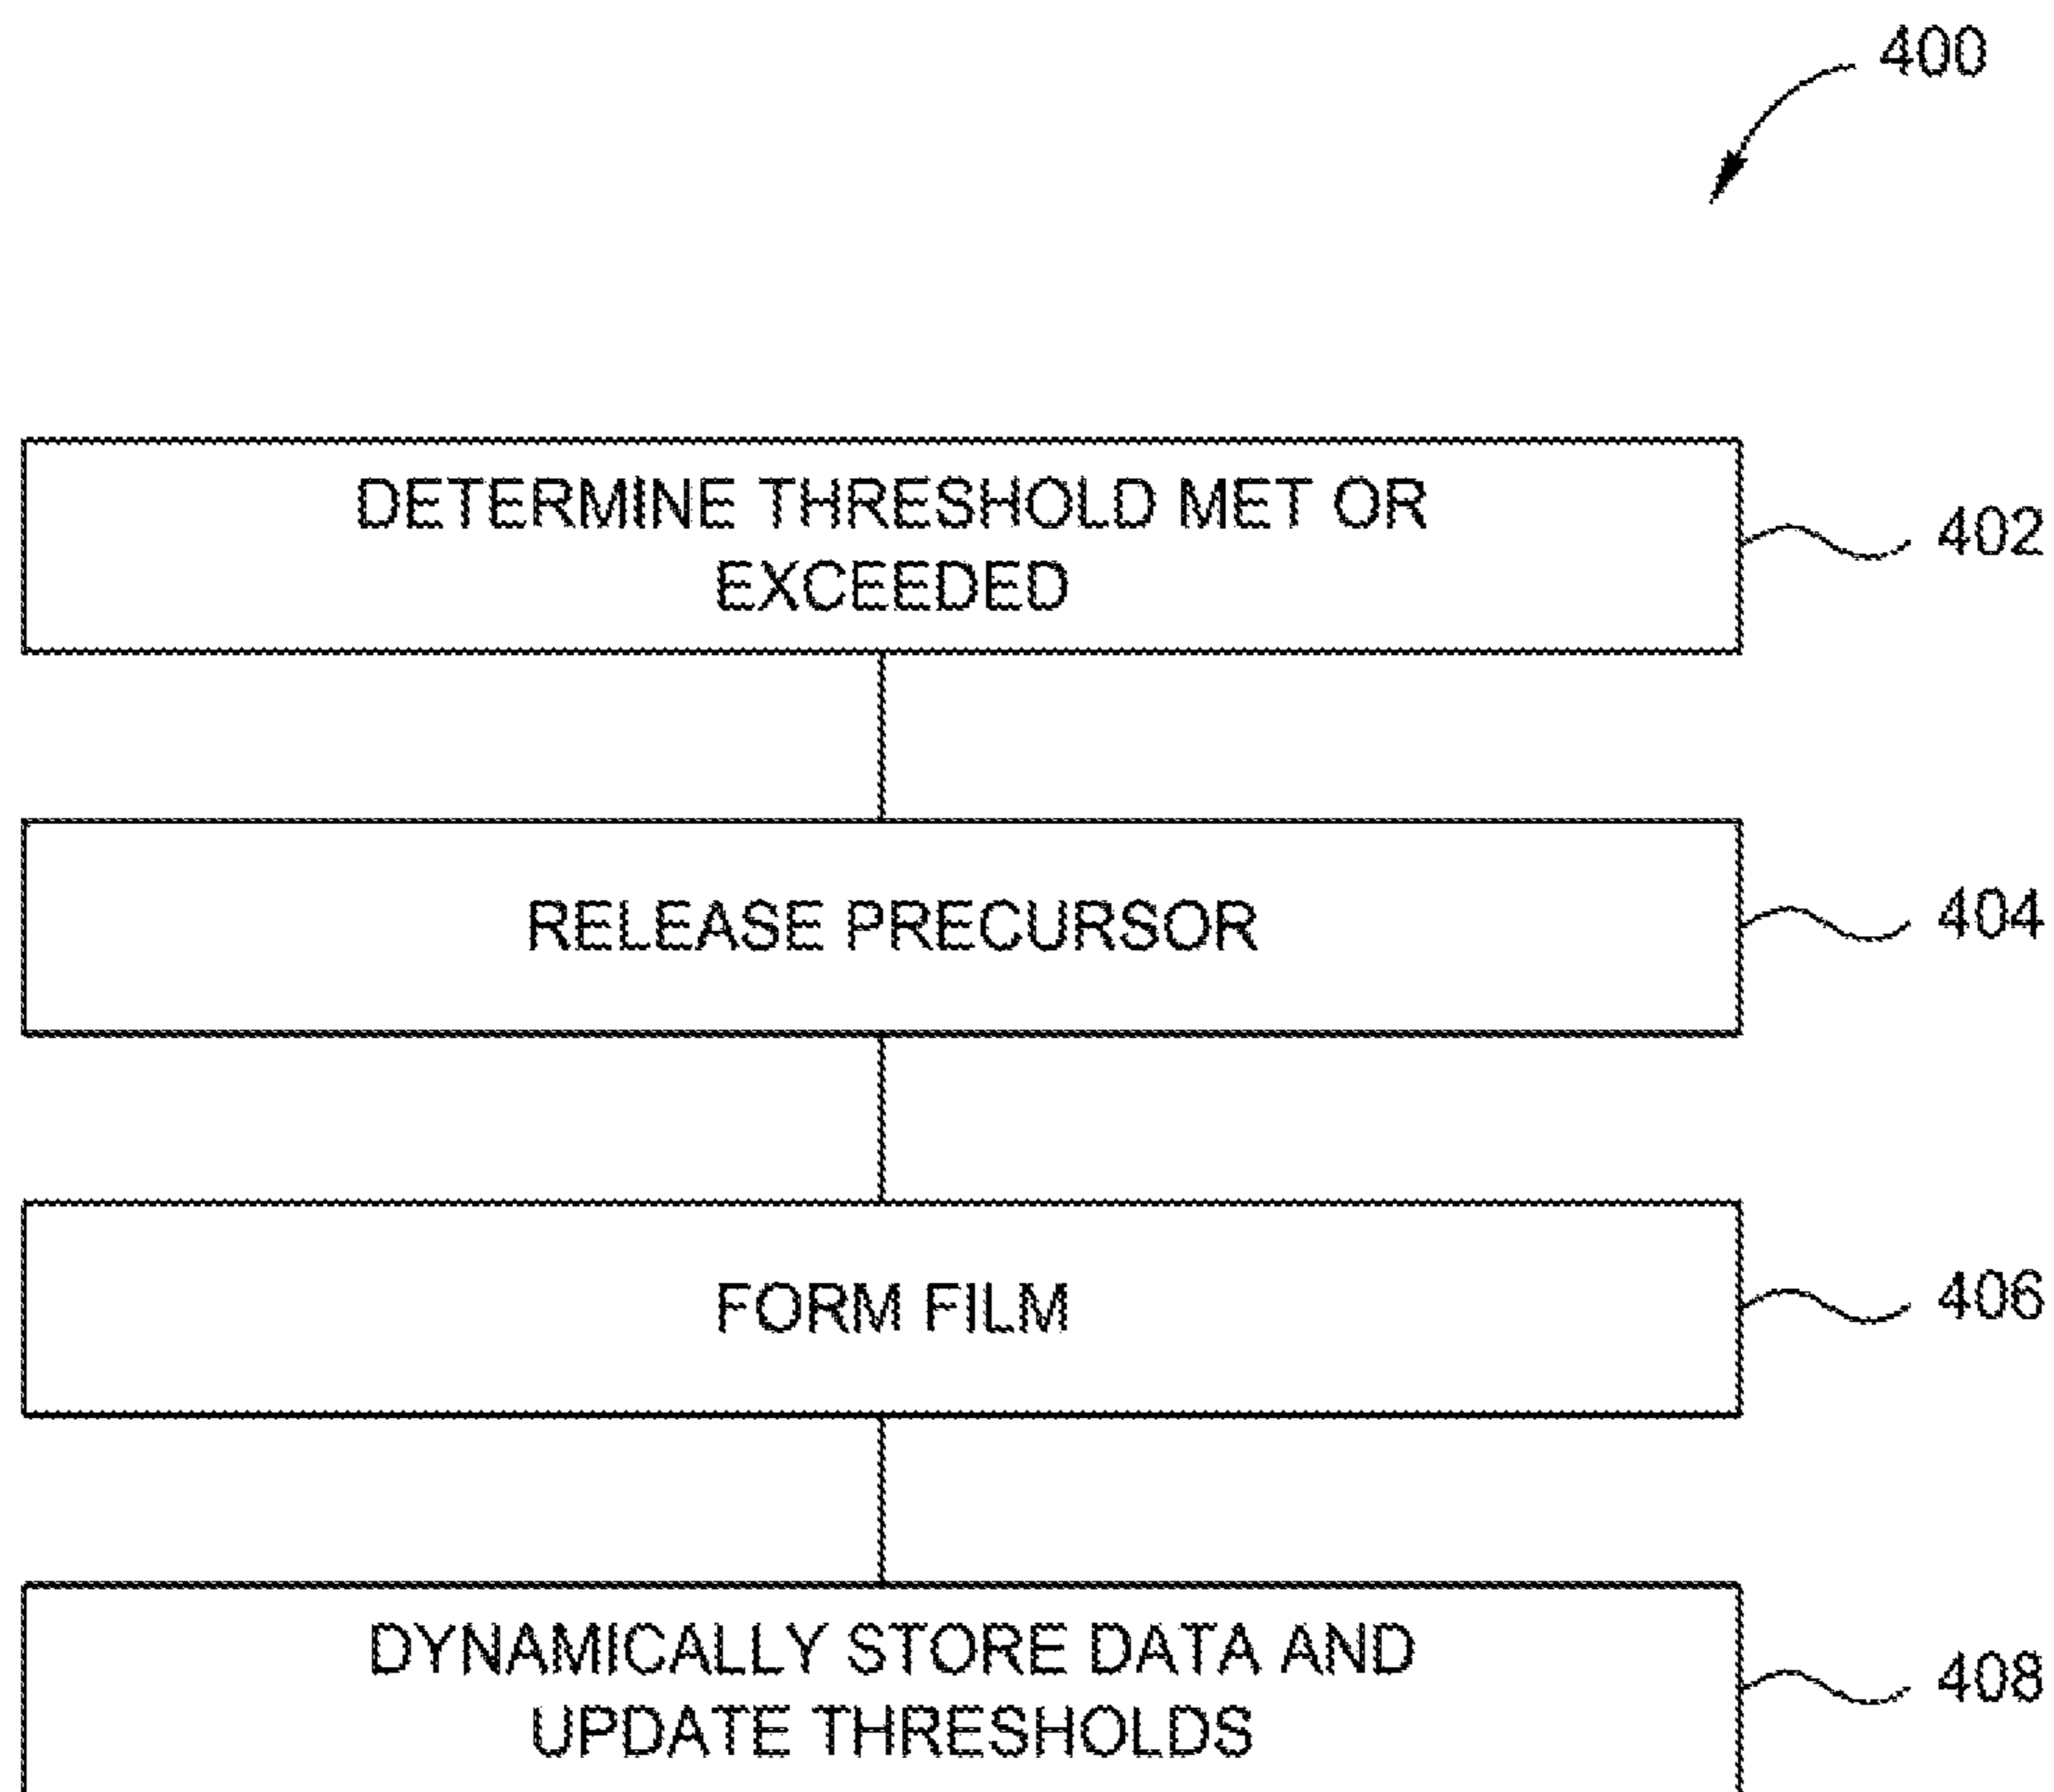 400
DETERMINE THRESHOLD MET OR
EXCEEDED
402
RELEASE PRECURSOR
404
FORM FILM
406
DYNAMICALLY STORE DATA AND
UPDATE THRESHOLDS
408